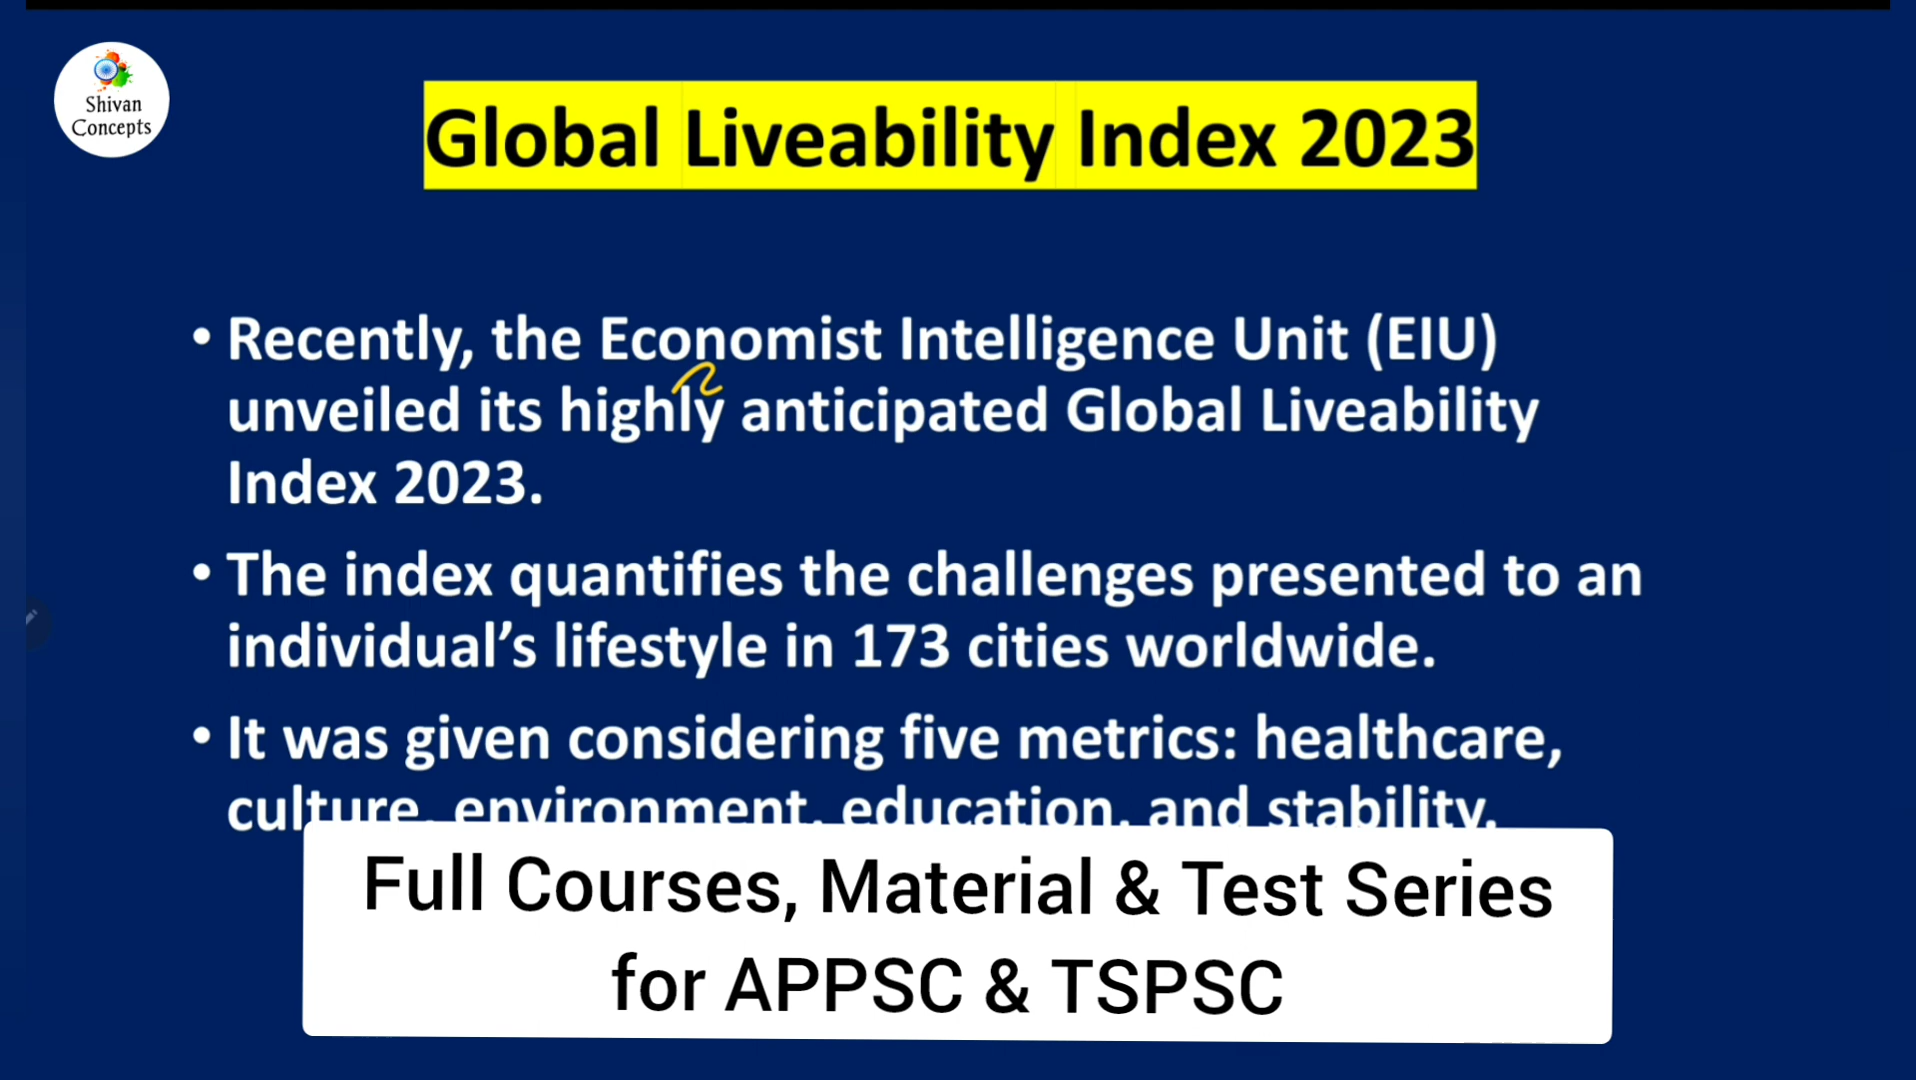 Shivan
Concepts
Global Liveability Index 2023
• Recently, the Economist Intelligence Unit (EIU)
unveiled its highly anticipated Global Liveability
Index 2023.
• The index quantifies the challenges presented to an
individual’s lifestyle in 173 cities worldwide.
• It was given considering five metrics: healthcare,
culture, environment, education, and stability.
Full Courses, Material & Test Series
for APPSC & TSPSC